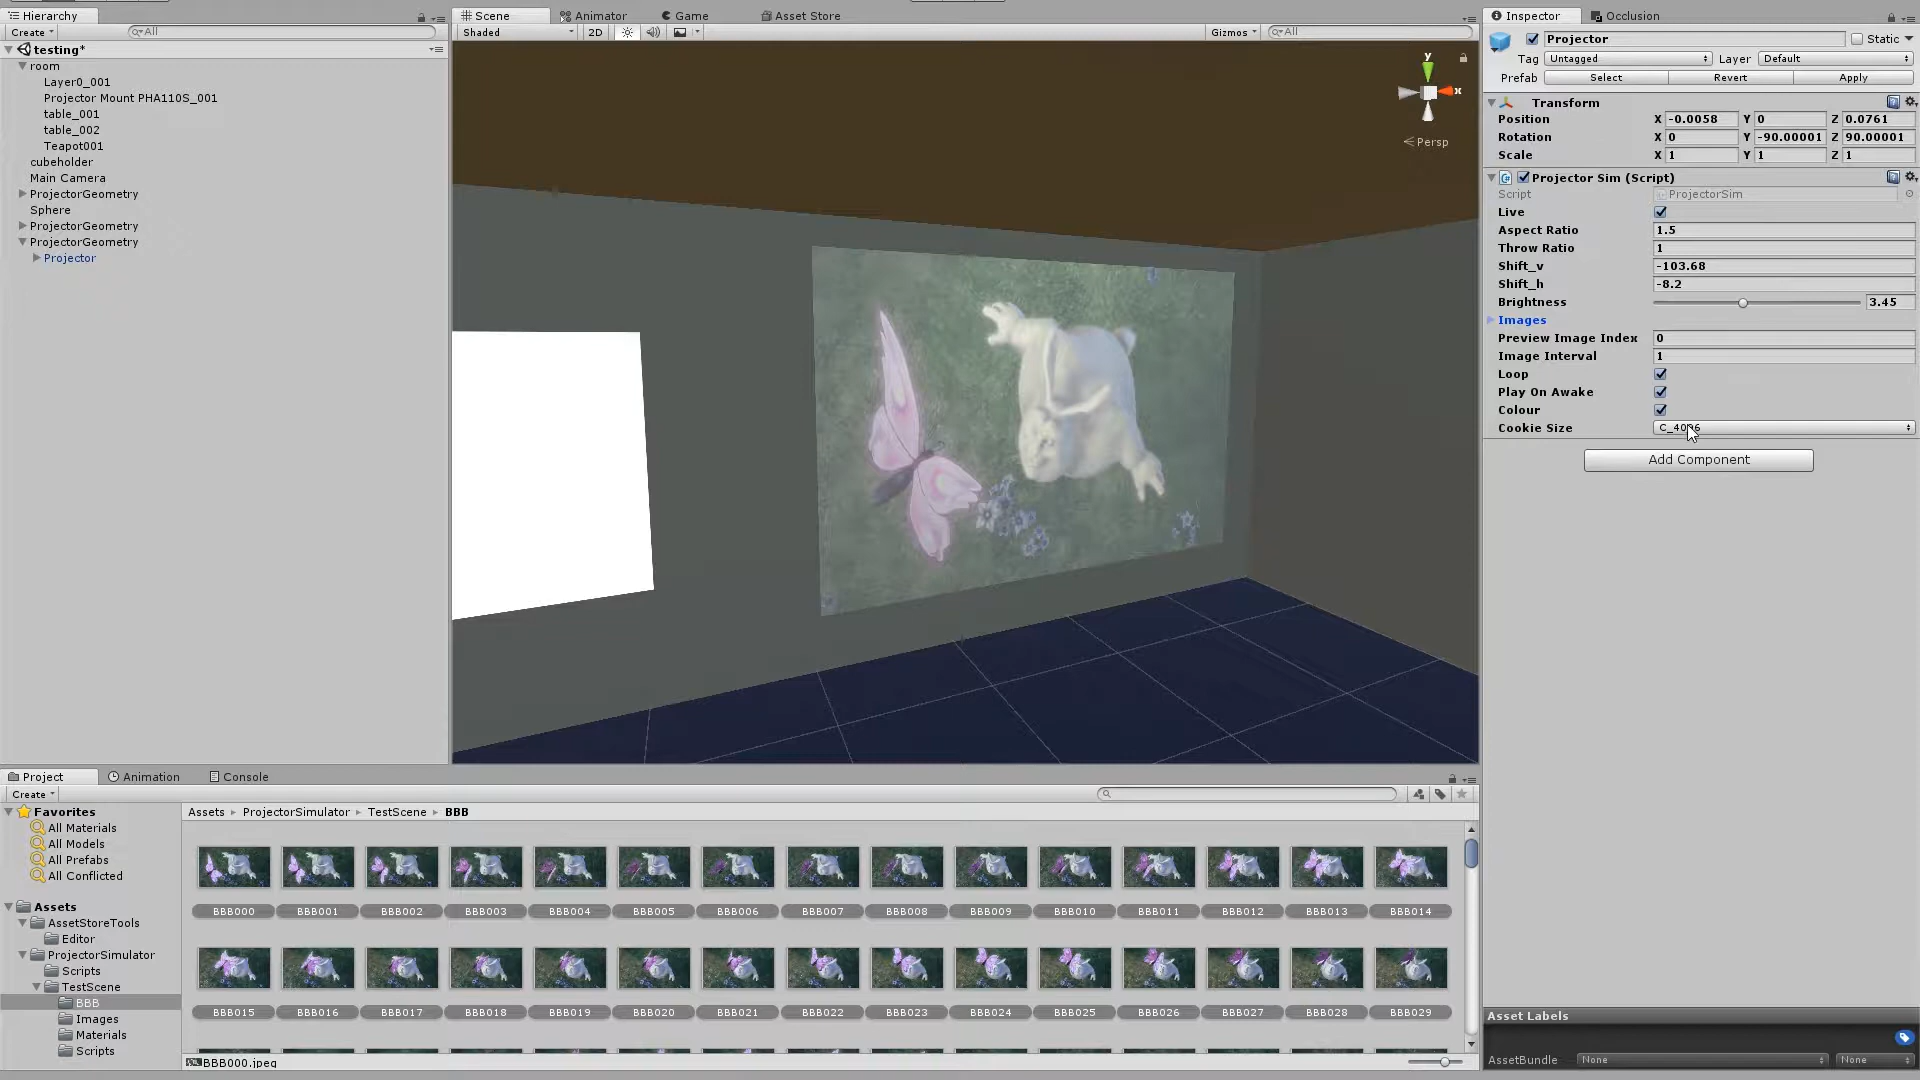 Hierarchy
Create
All
testing*
room
Layer0_001
Projector Mount PHA110S_001
table_001
table_002
Teapot001
cubeholder
Main Camera
ProjectorGeometry
Sphere
ProjectorGeometry
ProjectorGeometry
Projector
Scene Animator Game Asset Store
Shaded 2D Gizmos All
y
x
Persp
Inspector Occlusion
Projector Static
Tag Untagged Layer Default
Prefab Select Revert Apply
Transform
Position X -0.0058 Y 0 Z 0.0761
Rotation X 0 Y -90.00001 Z 90.00001
Scale X 1 Y 1 Z 1
Projector Sim (Script)
Script ProjectorSim
Live
Aspect Ratio 1.5
Throw Ratio 1
Shift_v -103.68
Shift_h -8.2
Brightness 3.45
Images
Preview Image Index 0
Image Interval 1
Loop
Play On Awake
Colour
Cookie Size C_4096
Add Component
Project Animation Console
Create
Favorites
All Materials
All Models
All Prefabs
All Conflicted
Assets
AssetStoreTools
Editor
ProjectorSimulator
Scripts
TestScene
BBB
Images
Materials
Scripts
Assets ProjectorSimulator TestScene BBB
BBB000 BBB001 BBB002 BBB003 BBB004 BBB005 BBB006 BBB007 BBB008 BBB009 BBB010 BBB011 BBB012 BBB013 BBB014
BBB015 BBB016 BBB017 BBB018 BBB019 BBB020 BBB021 BBB022 BBB023 BBB024 BBB025 BBB026 BBB027 BBB028 BBB029
BBB000.jpeg
Asset Labels
AssetBundle None None